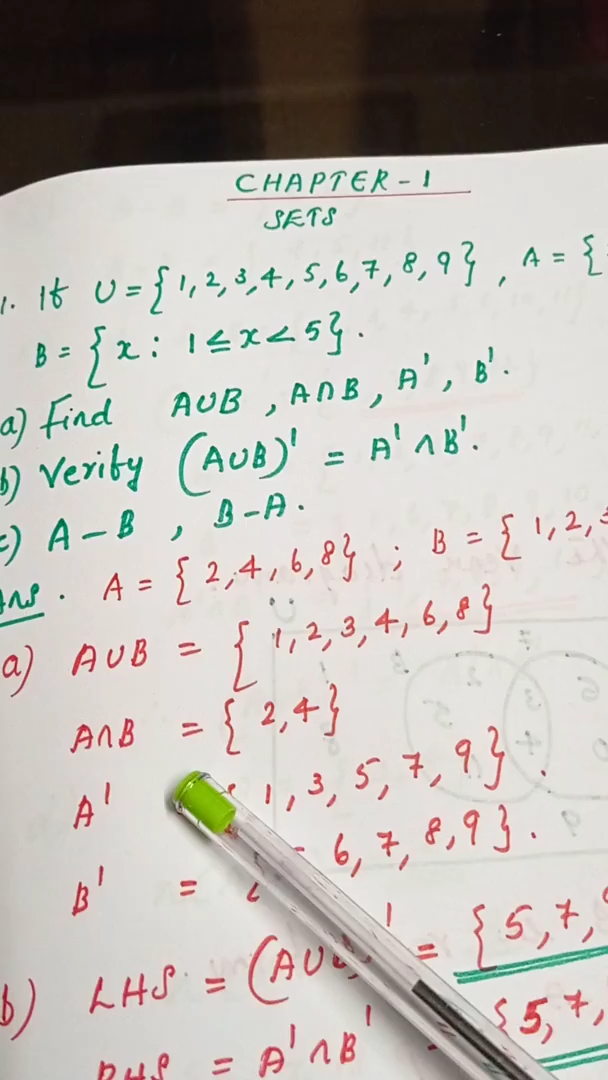 CHAPTER-1
SETS
1. If U = {1,2,3,4,5,6,7,8,9}, A = {
B = {x : 1≤x<5}.
a) Find A∪B, A∩B, A', B'.
b) Verify (A∪B)' = A'∩B'.
c) A-B, B-A.
Ans. A = {2,4,6,8}; B = {1,2,3
a) A∪B = {1,2,3,4,6,8}
A∩B = {2,4}
A' 1,3,5,7,9}.
B' = 6,7,8,9}.
b) LHS = (A∪ ' = {5,7,
RHS = A'∩B' {5,7,